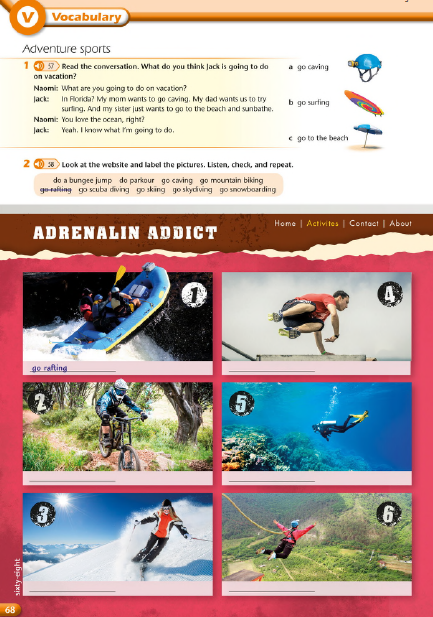 V Vocabulary
Adventure sports
1 57 Read the conversation. What do you think Jack is going to do
on vacation?
Naomi: What are you going to do on vacation?
Jack: In Florida? My mom wants to go caving. My dad wants us to try
surfing. And my sister just wants to go to the beach and sunbathe.
Naomi: You love the ocean, right?
Jack: Yeah. I know what I'm going to do.
a go caving
b go surfing
c go to the beach
2 58 Look at the website and label the pictures. Listen, check, and repeat.
do a bungee jump do parkour go caving go mountain biking
go rafting go scuba diving go skiing go skydiving go snowboarding
ADRENALIN ADDICT
Home | Activites | Contact | About
1
go rafting
4
2
5
3
6
sixty-eight
68